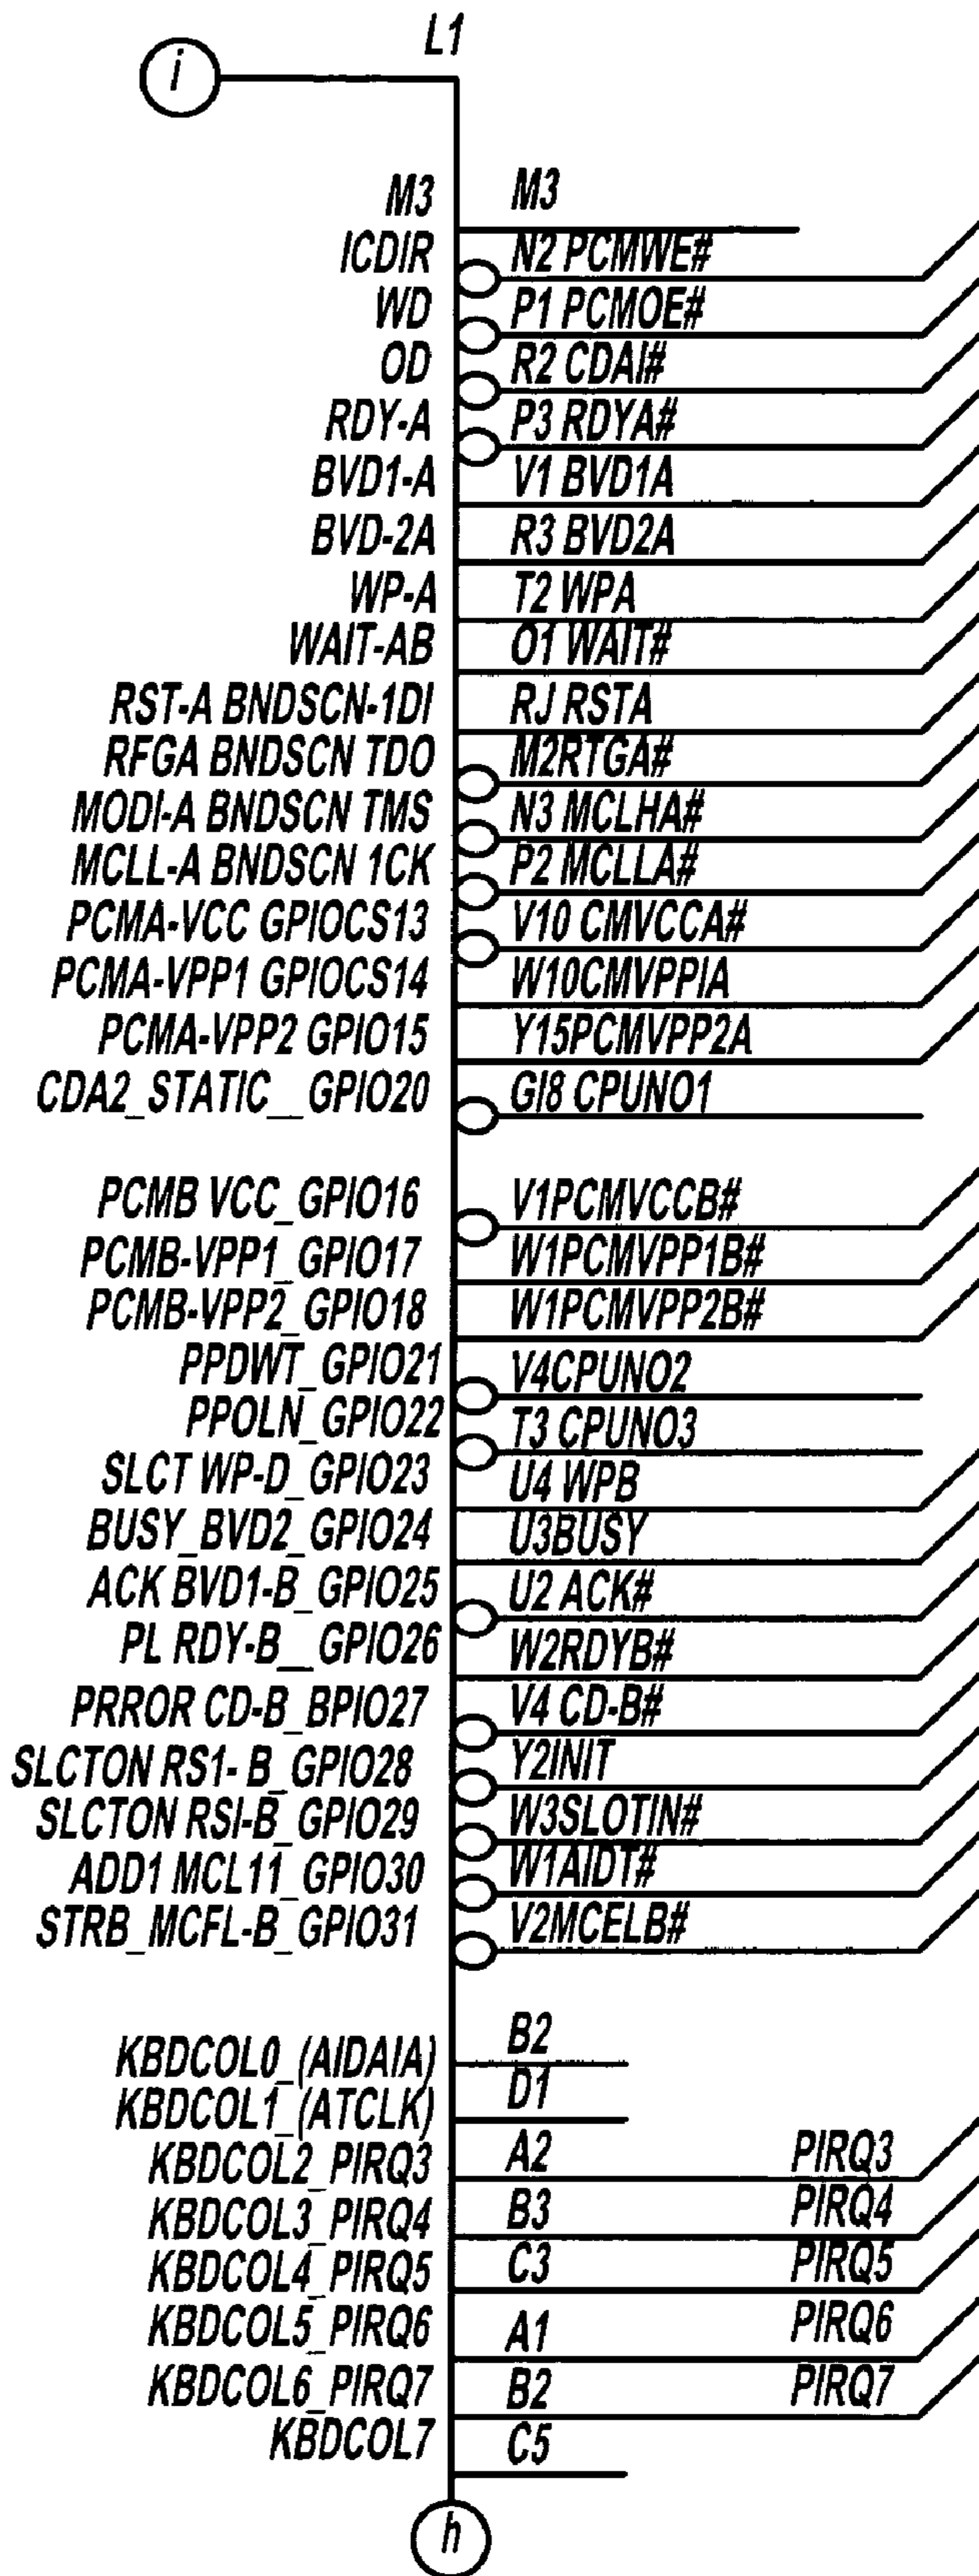 L1
i
M3 M3
ICDIR N2 PCMWE#
WD P1 PCMOE#
OD R2 CDAI#
RDY-A P3 RDYA#
BVD1-A V1 BVD1A
BVD-2A R3 BVD2A
WP-A T2 WPA
WAIT-AB O1 WAIT#
RST-A BNDSCN-1DI RJ RSTA
RFGA BNDSCN TDO M2RTGA#
MODI-A BNDSCN TMS N3 MCLHA#
MCLL-A BNDSCN 1CK P2 MCLLA#
PCMA-VCC GPIOCS13 V10 CMVCCA#
PCMA-VPP1 GPIOCS14 W10CMVPPIA
PCMA-VPP2 GPIO15 Y15PCMVPP2A
CDA2_STATIC__GPIO20 GI8 CPUNO1
PCMB VCC_GPIO16 V1PCMVCCB#
PCMB-VPP1_GPIO17 W1PCMVPP1B#
PCMB-VPP2_GPIO18 W1PCMVPP2B#
PPDWT_GPIO21 V4CPUNO2
PPOLN_GPIO22 T3 CPUNO3
SLCT WP-D_GPIO23 U4 WPB
BUSY_BVD2_GPIO24 U3BUSY
ACK BVD1-B_GPIO25 U2 ACK#
PL RDY-B__GPIO26 W2RDYB#
PRROR CD-B_BPIO27 V4 CD-B#
SLCTON RS1- B_GPIO28 Y2INIT
SLCTON RSI-B_GPIO29 W3SLOTIN#
ADD1 MCL11_GPIO30 W1AIDT#
STRB_MCFL-B_GPIO31 V2MCELB#
KBDCOL0_(AIDAIA) B2
KBDCOL1_(ATCLK) D1
KBDCOL2_PIRQ3 A2 PIRQ3
KBDCOL3_PIRQ4 B3 PIRQ4
KBDCOL4_PIRQ5 C3 PIRQ5
KBDCOL5_PIRQ6 A1 PIRQ6
KBDCOL6_PIRQ7 B2 PIRQ7
KBDCOL7 C5
h